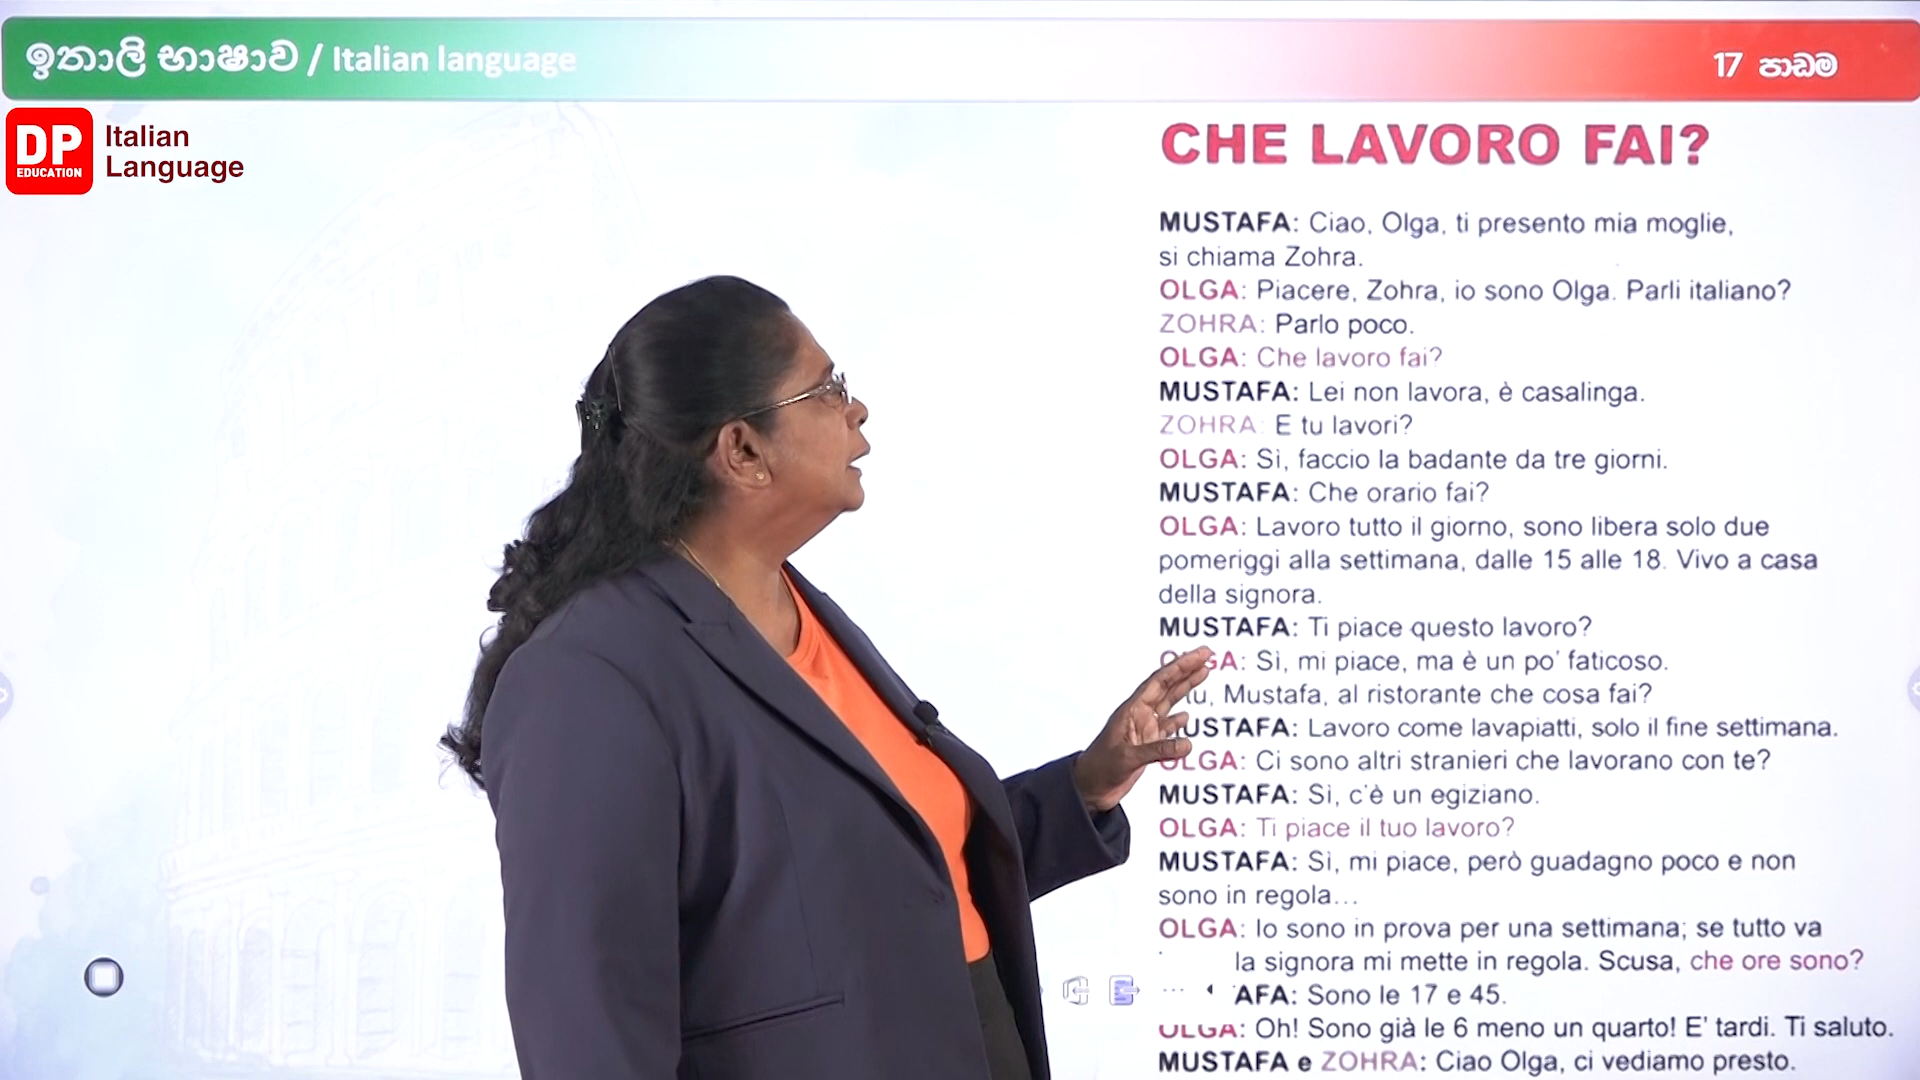 ඉතාලි භාෂාව / Italian language
17 පාඩම
DP
EDUCATION
Italian
Language
CHE LAVORO FAI?
MUSTAFA: Ciao, Olga, ti presento mia moglie,
si chiama Zohra.
OLGA: Piacere, Zohra, io sono Olga. Parli italiano?
ZOHRA: Parlo poco.
OLGA: Che lavoro fai?
MUSTAFA: Lei non lavora, è casalinga.
ZOHRA: E tu lavori?
OLGA: Sì, faccio la badante da tre giorni.
MUSTAFA: Che orario fai?
OLGA: Lavoro tutto il giorno, sono libera solo due
pomeriggi alla settimana, dalle 15 alle 18. Vivo a casa
della signora.
MUSTAFA: Ti piace questo lavoro?
OLGA: Sì, mi piace, ma è un po' faticoso.
tu, Mustafa, al ristorante che cosa fai?
MUSTAFA: Lavoro come lavapiatti, solo il fine settimana.
OLGA: Ci sono altri stranieri che lavorano con te?
MUSTAFA: Sì, c'è un egiziano.
OLGA: Ti piace il tuo lavoro?
MUSTAFA: Sì, mi piace, però guadagno poco e non
sono in regola...
OLGA: Io sono in prova per una settimana; se tutto va
la signora mi mette in regola. Scusa, che ore sono?
AFA: Sono le 17 e 45.
OLGA: Oh! Sono già le 6 meno un quarto! E' tardi. Ti saluto.
MUSTAFA e ZOHRA: Ciao Olga, ci vediamo presto.